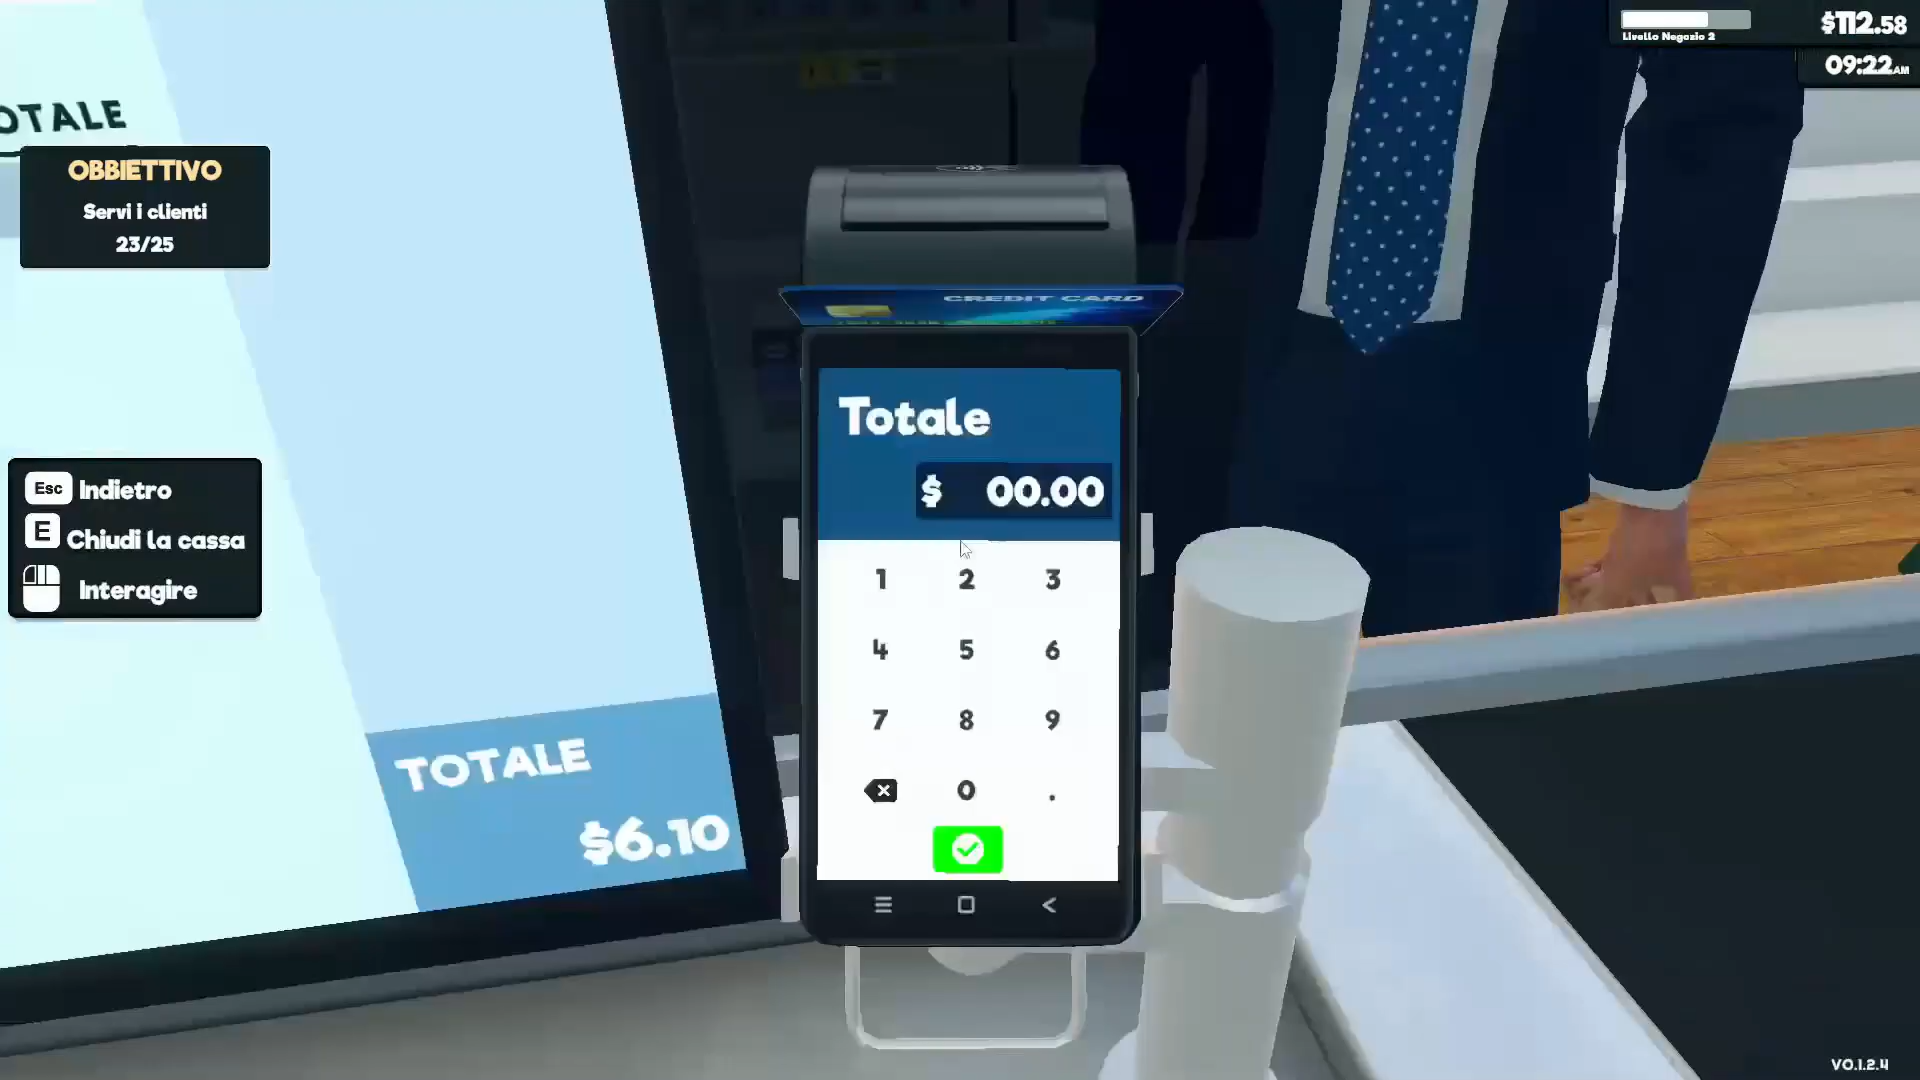 $112.58
Livello Negozio 2
09:22AM
TOTALE
OBBIETTIVO
Servi i clienti
23/25
CREDIT CARD
Totale
$ 00.00
Esc Indietro
E Chiudi la cassa
Interagire
1 2 3
4 5 6
7 8 9
0 .
TOTALE
$6.10
V0.1.2.4